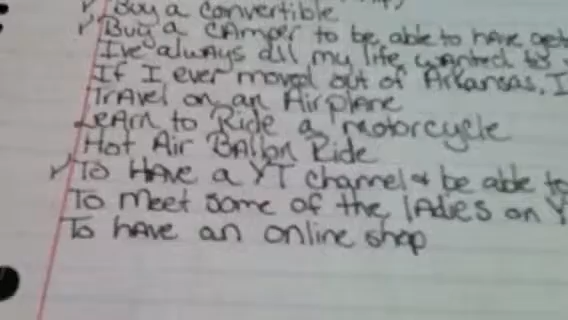 Buy a convertible
Buy a CAmper to be able to hAve get
I've always all my life wanted to
If I ever moved out of Arkansas, I
TrAvel on an Airplane
LeArn to Ride a motorcycle
Hot Air BAllon Ride
To HAve a YT channel & be able to
To meet some of the lAdies on Y
To hAve an online shop